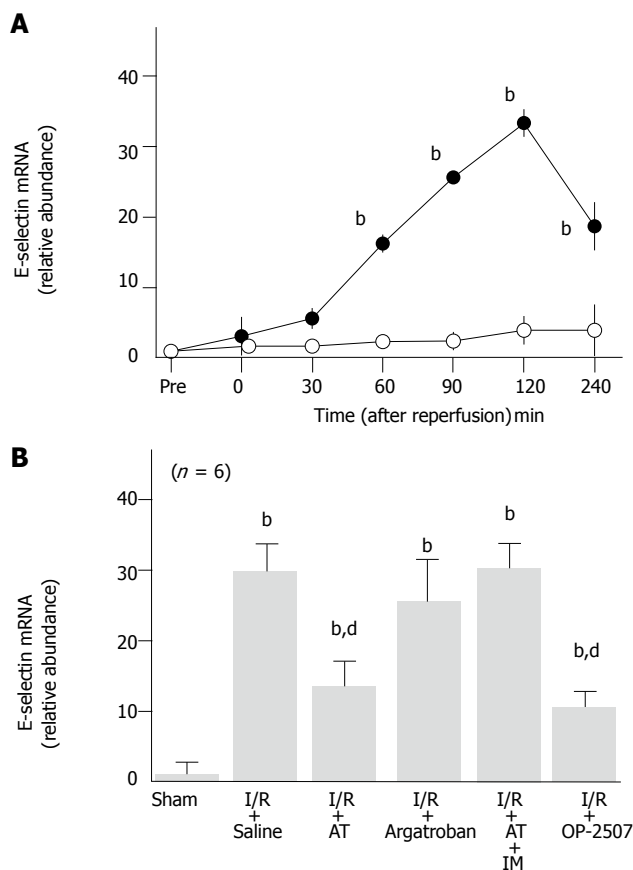 A
E-selectin mRNA
(relative abundance)
40
30
20
10
0
b
b
b
b
Pre
0
30
60
90
120
240
Time (after reperfusion) min
B
E-selectin mRNA
(relative abundance)
(n = 6)
40
30
20
10
0
b
b,d
b
b
b,d
Sham
I/R
+
Saline
I/R
+
AT
I/R
+
Argatroban
I/R
+
AT
+
IM
I/R
+
OP-2507